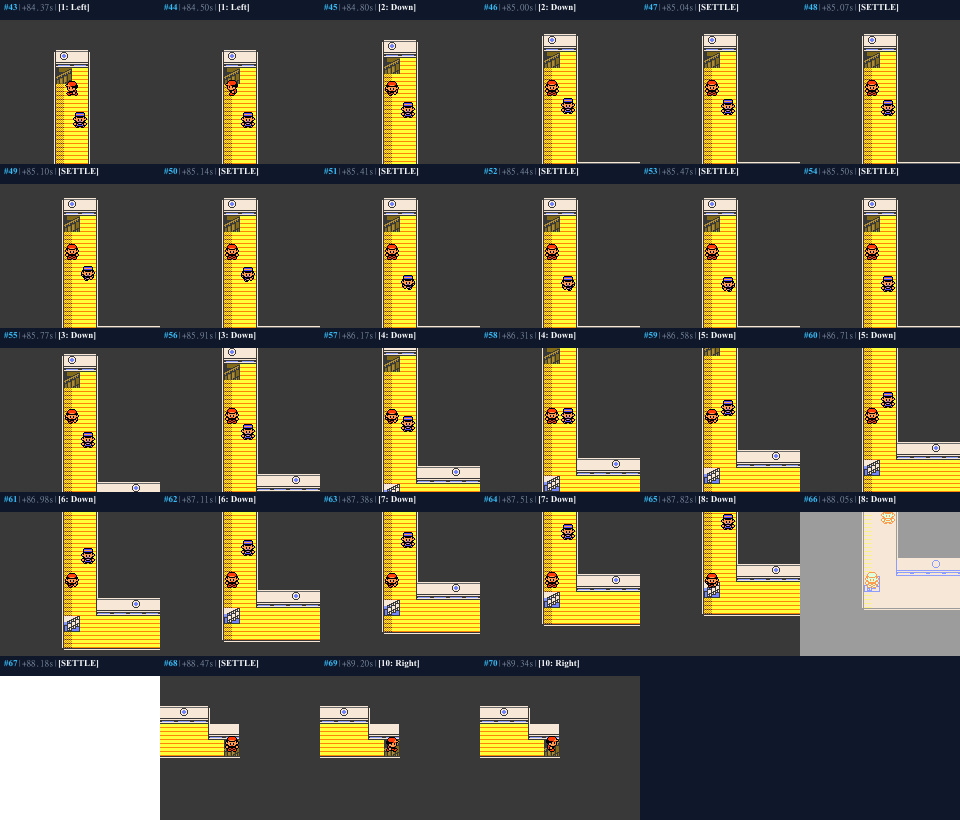 #43|+84.37s|[1: Left]
#44|+84.50s|[1: Left]
#45|+84.80s|[2: Down]
#46|+85.00s|[2: Down]
#47|+85.04s|[SETTLE]
#48|+85.07s|[SETTLE]
#49|+85.10s|[SETTLE]
#50|+85.14s|[SETTLE]
#51|+85.41s|[SETTLE]
#52|+85.44s|[SETTLE]
#53|+85.47s|[SETTLE]
#54|+85.50s|[SETTLE]
#55|+85.77s|[3: Down]
#56|+85.91s|[3: Down]
#57|+86.17s|[4: Down]
#58|+86.31s|[4: Down]
#59|+86.58s|[5: Down]
#60|+86.71s|[5: Down]
#61|+86.98s|[6: Down]
#62|+87.11s|[6: Down]
#63|+87.38s|[7: Down]
#64|+87.51s|[7: Down]
#65|+87.82s|[8: Down]
#66|+88.05s|[8: Down]
#67|+88.18s|[SETTLE]
#68|+88.47s|[SETTLE]
#69|+89.20s|[10: Right]
#70|+89.34s|[10: Right]